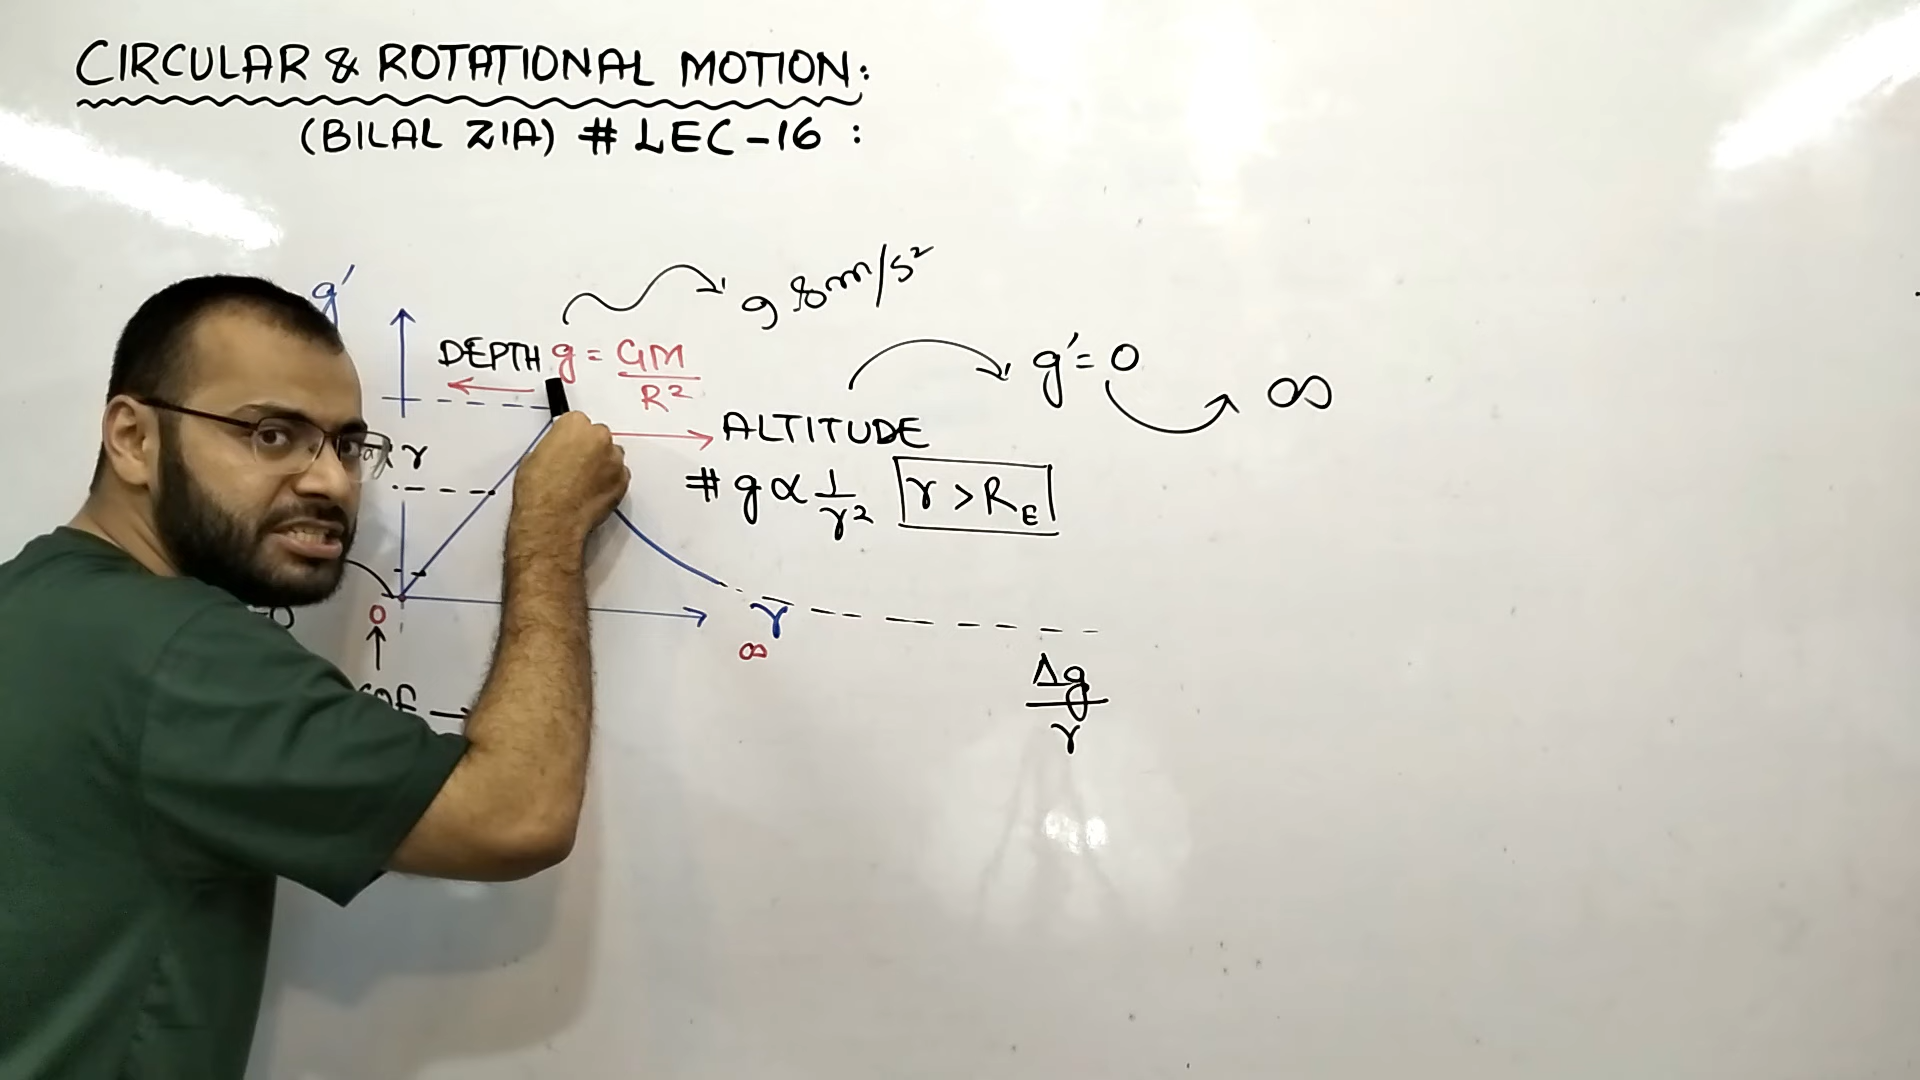 CIRCULAR & ROTATIONAL MOTION:
(BILAL ZIA) # LEC-16 :
g'
9.8 m/s²
DEPTH g = GM/R²
g' = 0
∞
ALTITUDE
r
# g ∝ 1/r² r > R_E
0
r
∞
Δg/r